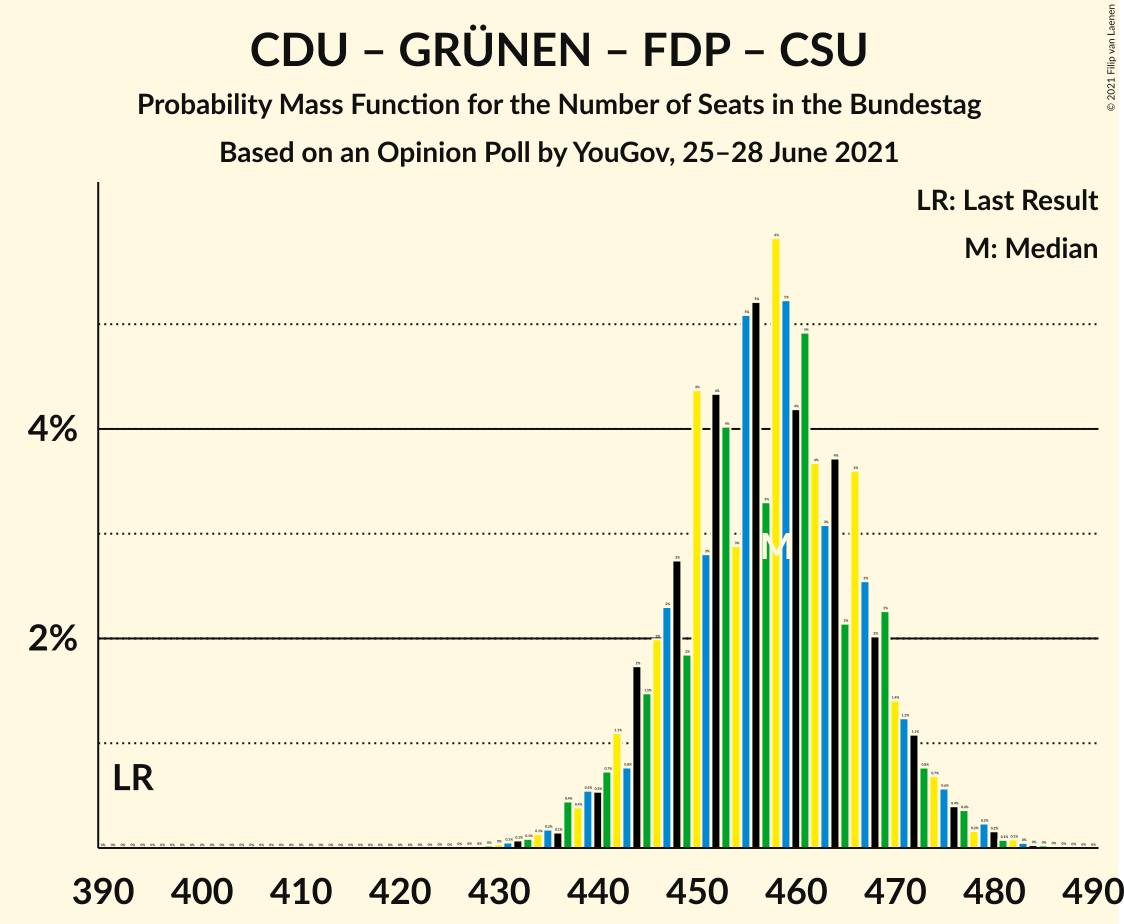 CDU – GRÜNEN – FDP – CSU
Probability Mass Function for the Number of Seats in the Bundestag
Based on an Opinion Poll by YouGov, 25–28 June 2021
© 2021 Filip van Laenen
LR: Last Result
M: Median
4%
2%
LR
M
390 400 410 420 430 440 450 460 470 480 490